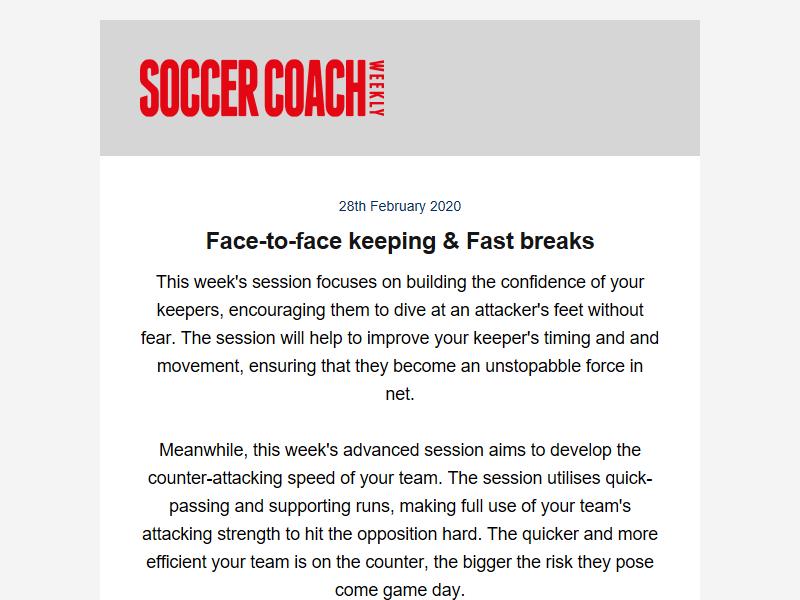 SOCCER COACH WEEKLY
28th February 2020
Face-to-face keeping & Fast breaks
This week's session focuses on building the confidence of your
keepers, encouraging them to dive at an attacker's feet without
fear. The session will help to improve your keeper's timing and and
movement, ensuring that they become an unstopabble force in
net.
Meanwhile, this week's advanced session aims to develop the
counter-attacking speed of your team. The session utilises quick-
passing and supporting runs, making full use of your team's
attacking strength to hit the opposition hard. The quicker and more
efficient your team is on the counter, the bigger the risk they pose
come game day.